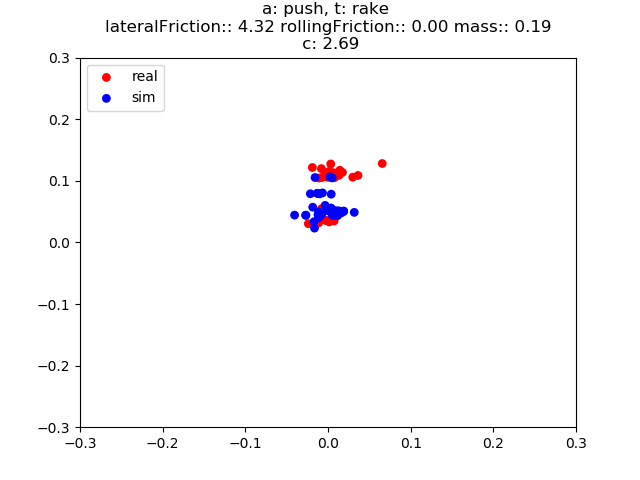 a: push, t: rake
lateralFriction:: 4.32 rollingFriction:: 0.00 mass:: 0.19
c: 2.69
real
sim
0.3
0.2
0.1
0.0
−0.1
−0.2
−0.3
−0.3 −0.2 −0.1 0.0 0.1 0.2 0.3